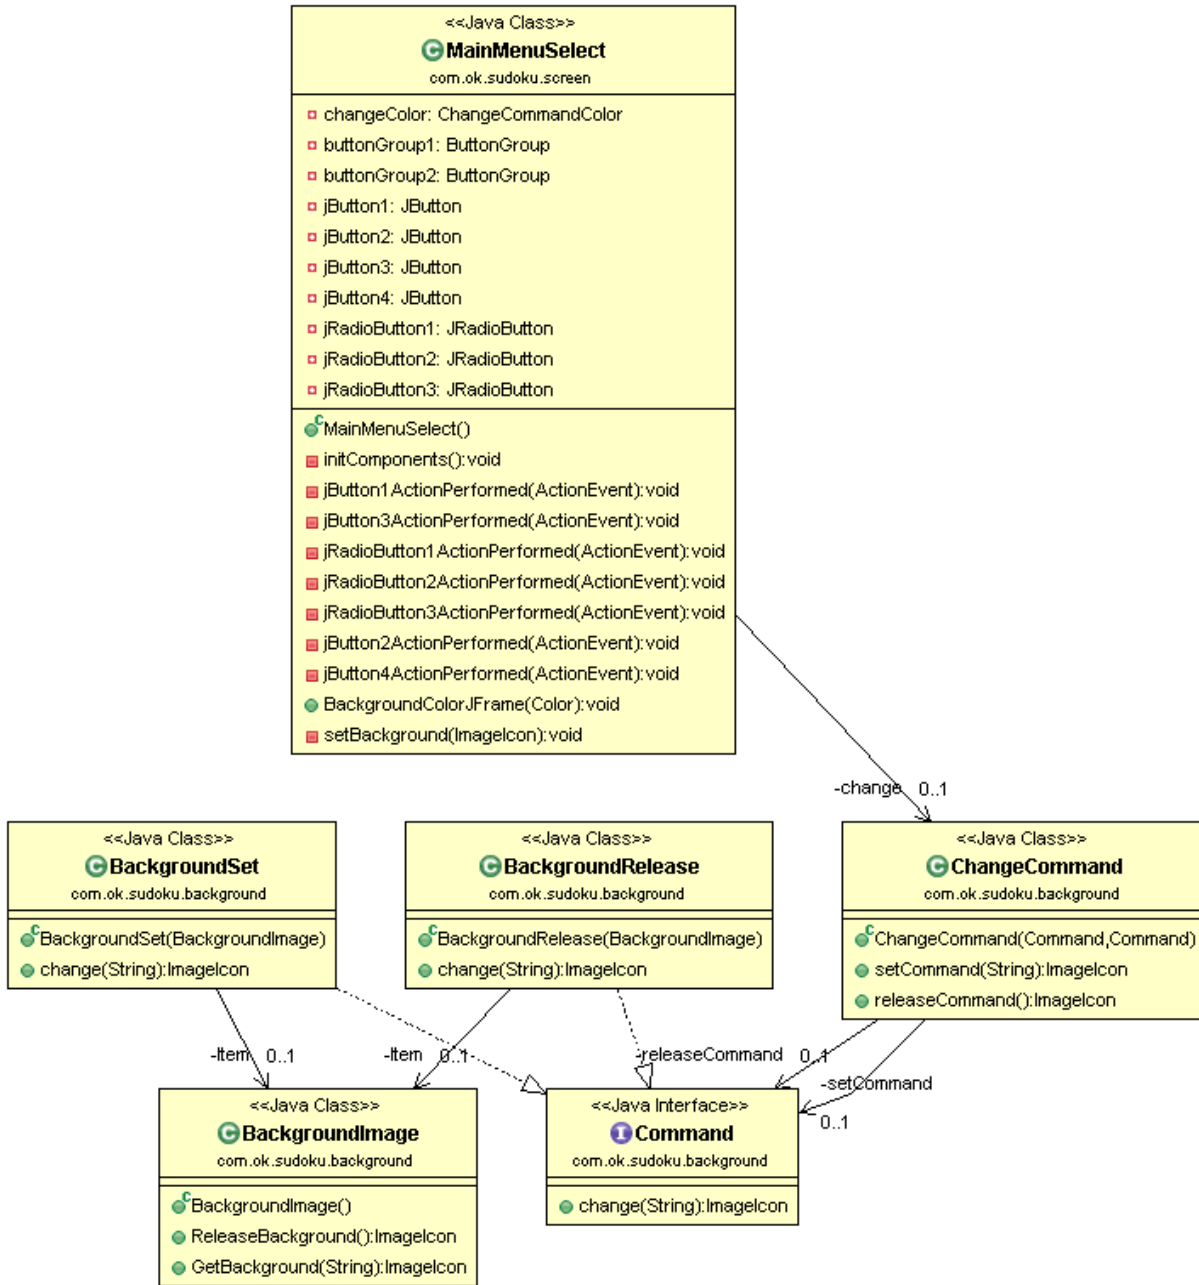 <<Java Class>>
MainMenuSelect
com.ok.sudoku.screen
changeColor: ChangeCommandColor
buttonGroup1: ButtonGroup
buttonGroup2: ButtonGroup
jButton1: JButton
jButton2: JButton
jButton3: JButton
jButton4: JButton
jRadioButton1: JRadioButton
jRadioButton2: JRadioButton
jRadioButton3: JRadioButton
MainMenuSelect()
initComponents():void
jButton1ActionPerformed(ActionEvent):void
jButton3ActionPerformed(ActionEvent):void
jRadioButton1ActionPerformed(ActionEvent):void
jRadioButton2ActionPerformed(ActionEvent):void
jRadioButton3ActionPerformed(ActionEvent):void
jButton2ActionPerformed(ActionEvent):void
jButton4ActionPerformed(ActionEvent):void
BackgroundColorJFrame(Color):void
setBackground(ImageIcon):void
-change 0..1
<<Java Class>>
BackgroundSet
com.ok.sudoku.background
BackgroundSet(BackgroundImage)
change(String):ImageIcon
<<Java Class>>
BackgroundRelease
com.ok.sudoku.background
BackgroundRelease(BackgroundImage)
change(String):ImageIcon
<<Java Class>>
ChangeCommand
com.ok.sudoku.background
ChangeCommand(Command,Command)
setCommand(String):ImageIcon
releaseCommand():ImageIcon
-Item 0..1
-Item 0..1
-releaseCommand 0..1
-setCommand
0..1
<<Java Class>>
BackgroundImage
com.ok.sudoku.background
BackgroundImage()
ReleaseBackground():ImageIcon
GetBackground(String):ImageIcon
<<Java Interface>>
Command
com.ok.sudoku.background
change(String):ImageIcon